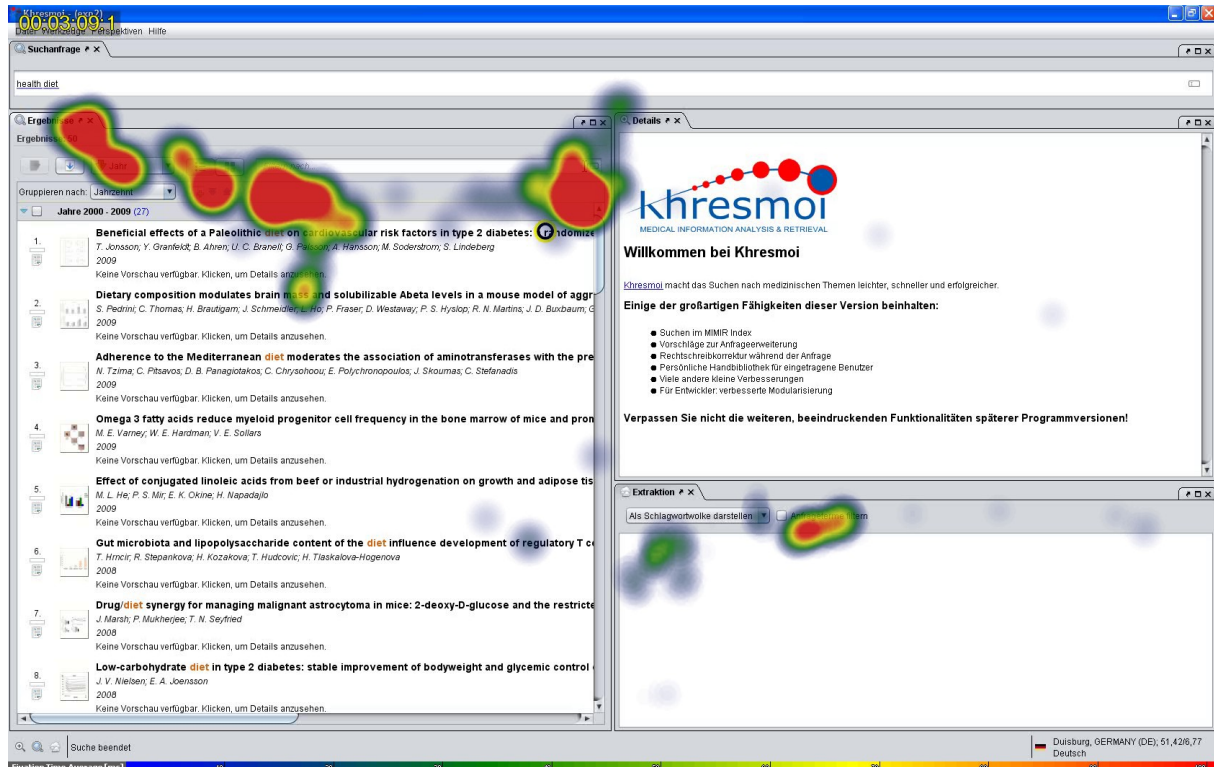 Khresmoi - (exp2)
00:03:09:1
Datei Werkzeuge Perspektiven Hilfe
Suchanfrage
health diet
Ergebnisse
Details
Ergebnisse 50
Jahr
Gruppieren nach: Jahrzehnt
Jahre 2000 - 2009 (27)
1.
Beneficial effects of a Paleolithic diet on cardiovascular risk factors in type 2 diabetes:
T. Jonsson; Y. Granfeldt; B. Ahren; U. C. Branell; G. Palsson; A. Hansson; M. Soderstrom; S. Lindeberg
2009
Keine Vorschau verfügbar. Klicken, um Details anzusehen.
2.
Dietary composition modulates brain mass and solubilizable Abeta levels in a mouse model of aggr
S. Pedrini; C. Thomas; H. Brautigam; J. Schmeidler; L. Ho; P. Fraser; D. Westaway; P. S. Hyslop; R. N. Martins; J. D. Buxbaum; G
2009
Keine Vorschau verfügbar. Klicken, um Details anzusehen.
3.
Adherence to the Mediterranean diet moderates the association of aminotransferases with the pre
N. Tzima; C. Pitsavos; D. B. Panagiotakos; C. Chrysohoou; E. Polychronopoulos; J. Skoumas; C. Stefanadis
2009
Keine Vorschau verfügbar. Klicken, um Details anzusehen.
4.
Omega 3 fatty acids reduce myeloid progenitor cell frequency in the bone marrow of mice and pron
M. E. Varney; W. E. Hardman; V. E. Sollars
2009
Keine Vorschau verfügbar. Klicken, um Details anzusehen.
5.
Effect of conjugated linoleic acids from beef or industrial hydrogenation on growth and adipose tis
M. L. He; P. S. Mir; E. K. Okine; H. Napadajlo
2009
Keine Vorschau verfügbar. Klicken, um Details anzusehen.
6.
Gut microbiota and lipopolysaccharide content of the diet influence development of regulatory T ce
T. Hrncir; R. Stepankova; H. Kozakova; T. Hudcovic; H. Tlaskalova-Hogenova
2008
Keine Vorschau verfügbar. Klicken, um Details anzusehen.
7.
Drug/diet synergy for managing malignant astrocytoma in mice: 2-deoxy-D-glucose and the restricte
J. Marsh; P. Mukherjee; T. N. Seyfried
2008
Keine Vorschau verfügbar. Klicken, um Details anzusehen.
8.
Low-carbohydrate diet in type 2 diabetes: stable improvement of bodyweight and glycemic control
J. V. Nielsen; E. A. Joensson
2008
Keine Vorschau verfügbar. Klicken, um Details anzusehen.
khresmoi
MEDICAL INFORMATION ANALYSIS & RETRIEVAL
Willkommen bei Khresmoi
Khresmoi macht das Suchen nach medizinischen Themen leichter, schneller und erfolgreicher.
Einige der großartigen Fähigkeiten dieser Version beinhalten:
Suchen im MIMIR Index
Vorschläge zur Anfrageerweiterung
Rechtschreibkorrektur während der Anfrage
Persönliche Handbibliothek für eingetragene Benutzer
Viele andere kleine Verbesserungen
Für Entwickler: verbesserte Modularisierung
Verpassen Sie nicht die weiteren, beeindruckenden Funktionalitäten späterer Programmversionen!
Extraktion
Als Schlagwortwolke darstellen
Suche beendet
Duisburg, GERMANY (DE); 51,42/6,77
Deutsch
Fixation Time Average [ms]